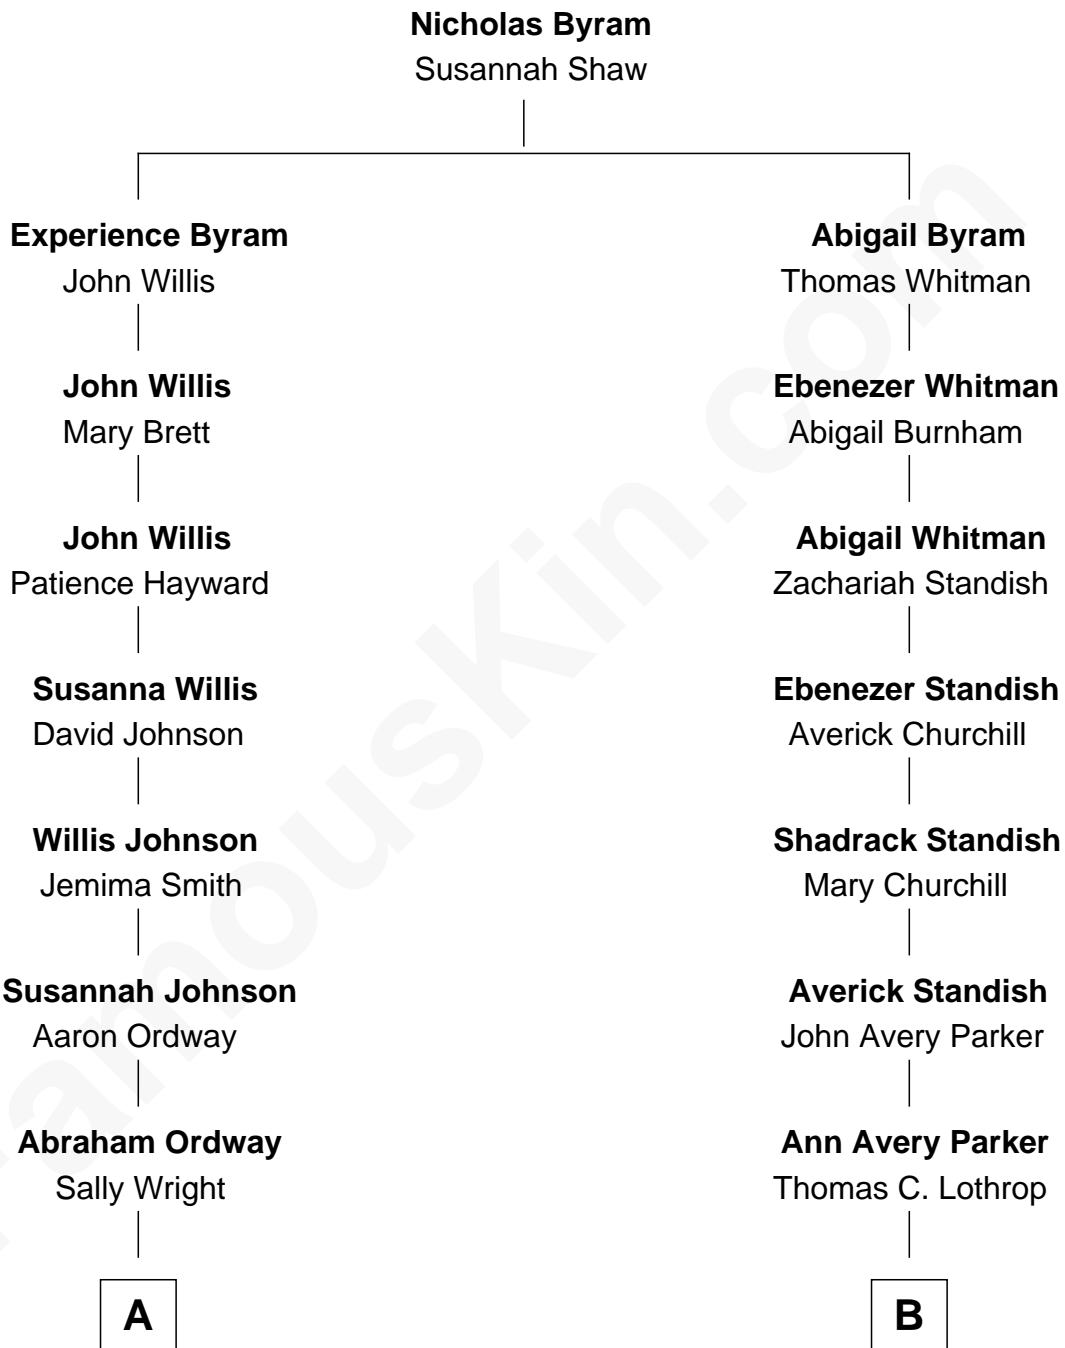 Nicholas Byram
Susannah Shaw
Experience Byram
John Willis
Abigail Byram
Thomas Whitman
John Willis
Mary Brett
Ebenezer Whitman
Abigail Burnham
John Willis
Patience Hayward
Abigail Whitman
Zachariah Standish
Susanna Willis
David Johnson
Ebenezer Standish
Averick Churchill
Willis Johnson
Jemima Smith
Shadrack Standish
Mary Churchill
Susannah Johnson
Aaron Ordway
Averick Standish
John Avery Parker
Abraham Ordway
Sally Wright
Ann Avery Parker
Thomas C. Lothrop
A
B
FamousKin.com